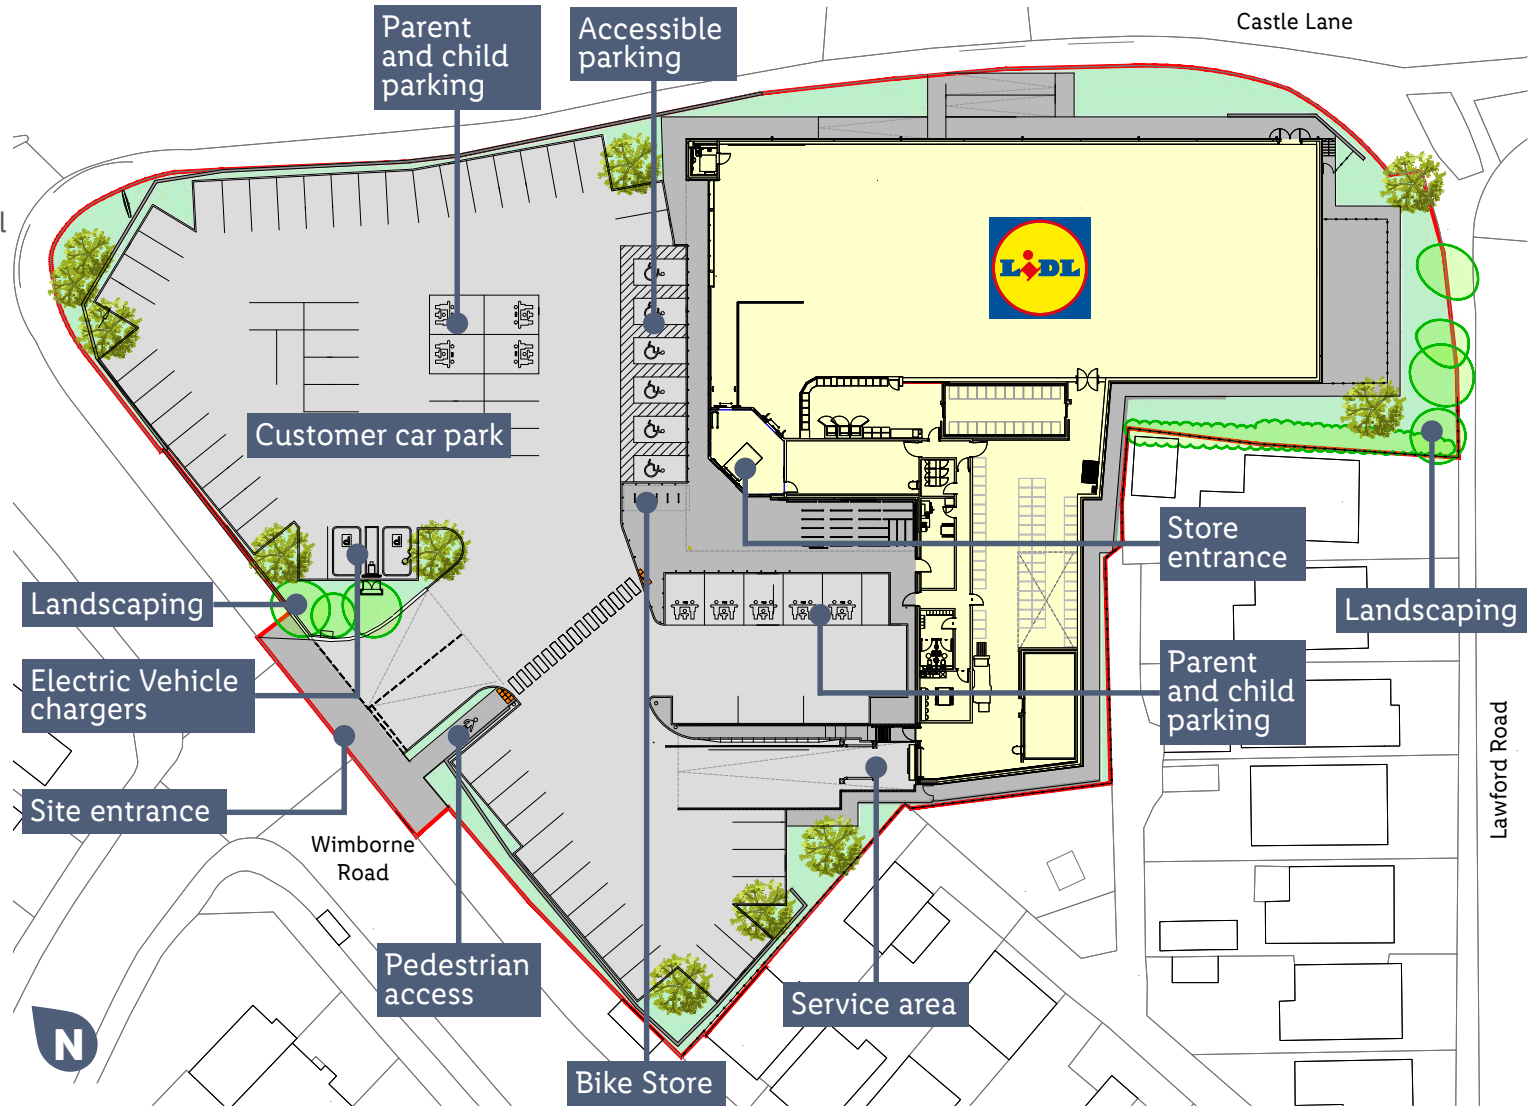 Castle Lane
Parent
and child
parking
Accessible
parking
l
LIDL
Customer car park
Store
entrance
Landscaping
Landscaping
Electric Vehicle
chargers
Parent
and child
parking
Site entrance
Lawford Road
Wimborne
Road
Pedestrian
access
Service area
N
Bike Store